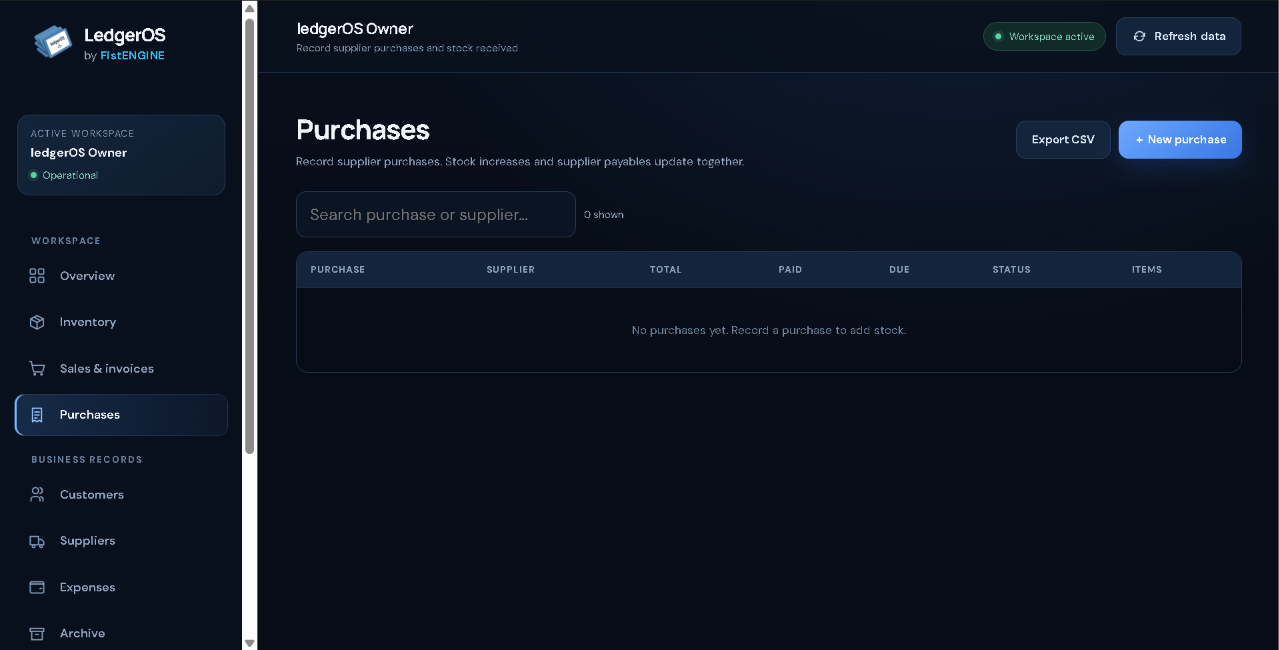 LedgerOS
by FistENGINE
ACTIVE WORKSPACE
ledgerOS Owner
Operational
WORKSPACE
Overview
Inventory
Sales & invoices
Purchases
BUSINESS RECORDS
Customers
Suppliers
Expenses
Archive
ledgerOS Owner
Record supplier purchases and stock received
Workspace active
Refresh data
Purchases
Record supplier purchases. Stock increases and supplier payables update together.
Export CSV
+ New purchase
Search purchase or supplier...
0 shown
PURCHASE SUPPLIER TOTAL PAID DUE STATUS ITEMS
No purchases yet. Record a purchase to add stock.